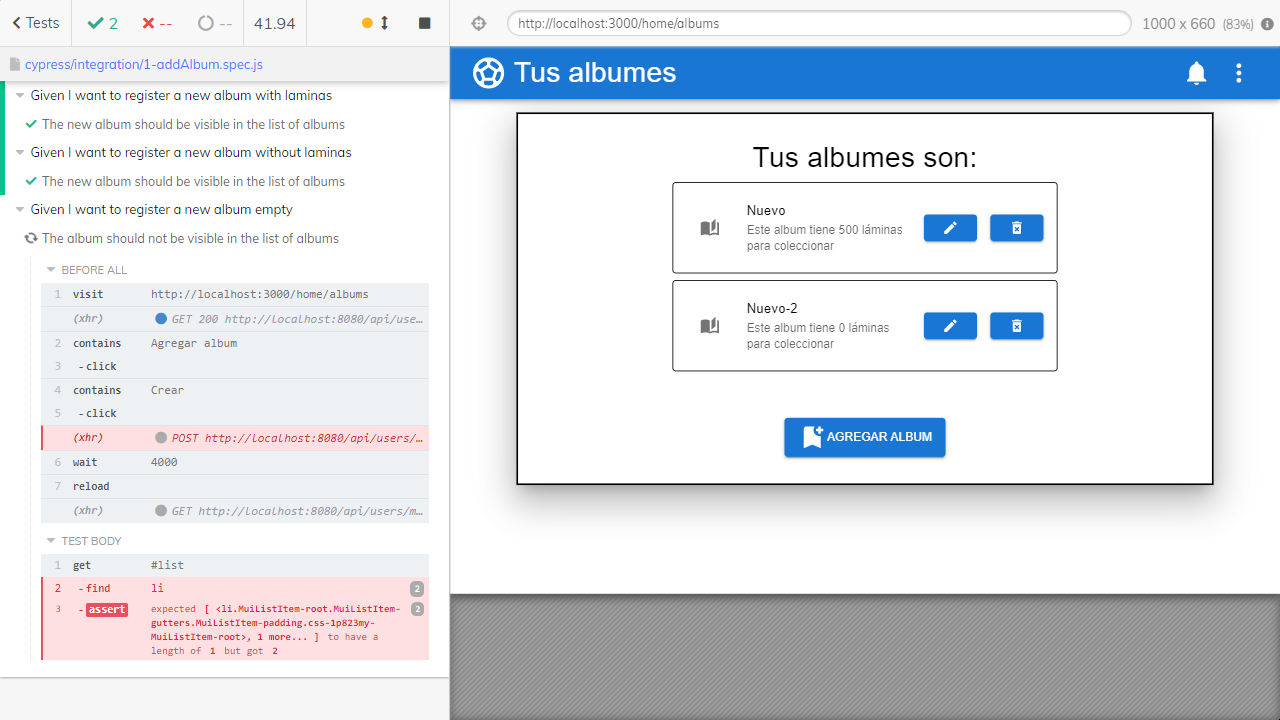 Tests
2
--
--
41.94
http://localhost:3000/home/albums
1000 x 660 (83%)
cypress/integration/1-addAlbum.spec.js
Given I want to register a new album with laminas
The new album should be visible in the list of albums
Given I want to register a new album without laminas
The new album should be visible in the list of albums
Given I want to register a new album empty
The album should not be visible in the list of albums
BEFORE ALL
1 visit http://localhost:3000/home/albums
(xhr) GET 200 http://localhost:8080/api/use…
2 contains Agregar album
3 -click
4 contains Crear
5 -click
(xhr) POST http://localhost:8080/api/users/…
6 wait 4000
7 reload
(xhr) GET http://localhost:8080/api/users/m…
TEST BODY
1 get #list
2 -find li 2
3 -assert expected [ <li.MuiListItem-root.MuiListItem- 2
gutters.MuiListItem-padding.css-1p823my-
MuiListItem-root>, 1 more... ] to have a
length of 1 but got 2
Tus albumes
Tus albumes son:
Nuevo
Este album tiene 500 láminas
para coleccionar
Nuevo-2
Este album tiene 0 láminas
para coleccionar
AGREGAR ALBUM